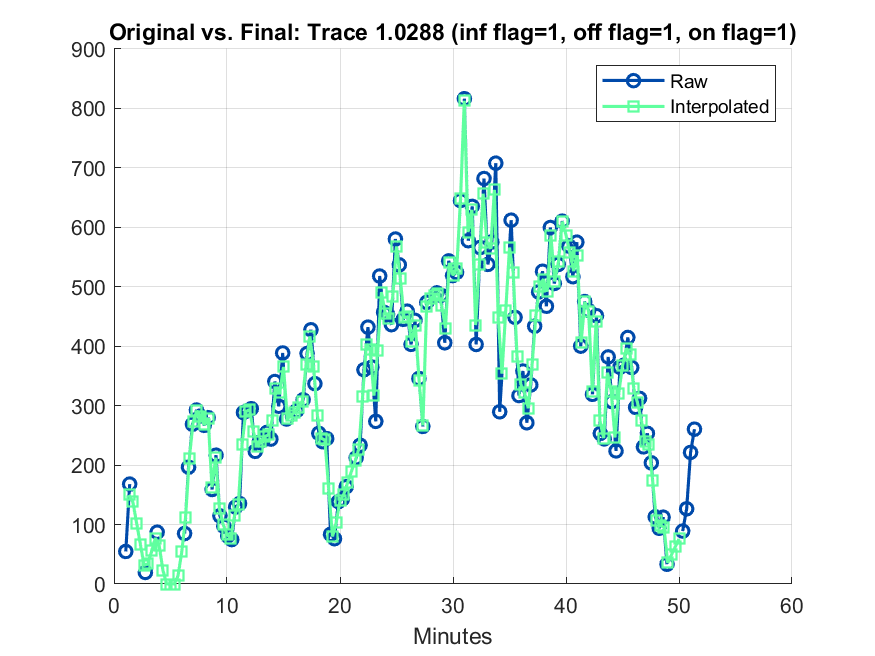 Original vs. Final: Trace 1.0288 (inf flag=1, off flag=1, on flag=1)
900
800
700
600
500
400
300
200
100
0
Raw
Interpolated
0 10 20 30 40 50 60
Minutes